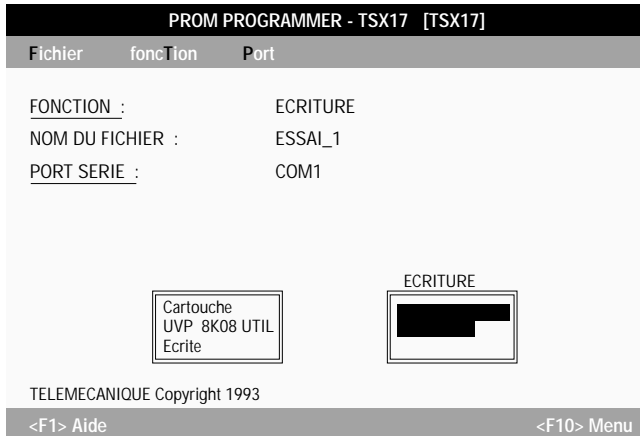 PROM PROGRAMMER - TSX17 [TSX17]
Fichier foncTion Port
FONCTION : ECRITURE
NOM DU FICHIER : ESSAI_1
PORT SERIE : COM1
ECRITURE
Cartouche
UVP 8K08 UTIL
Ecrite
TELEMECANIQUE Copyright 1993
<F1> Aide <F10> Menu